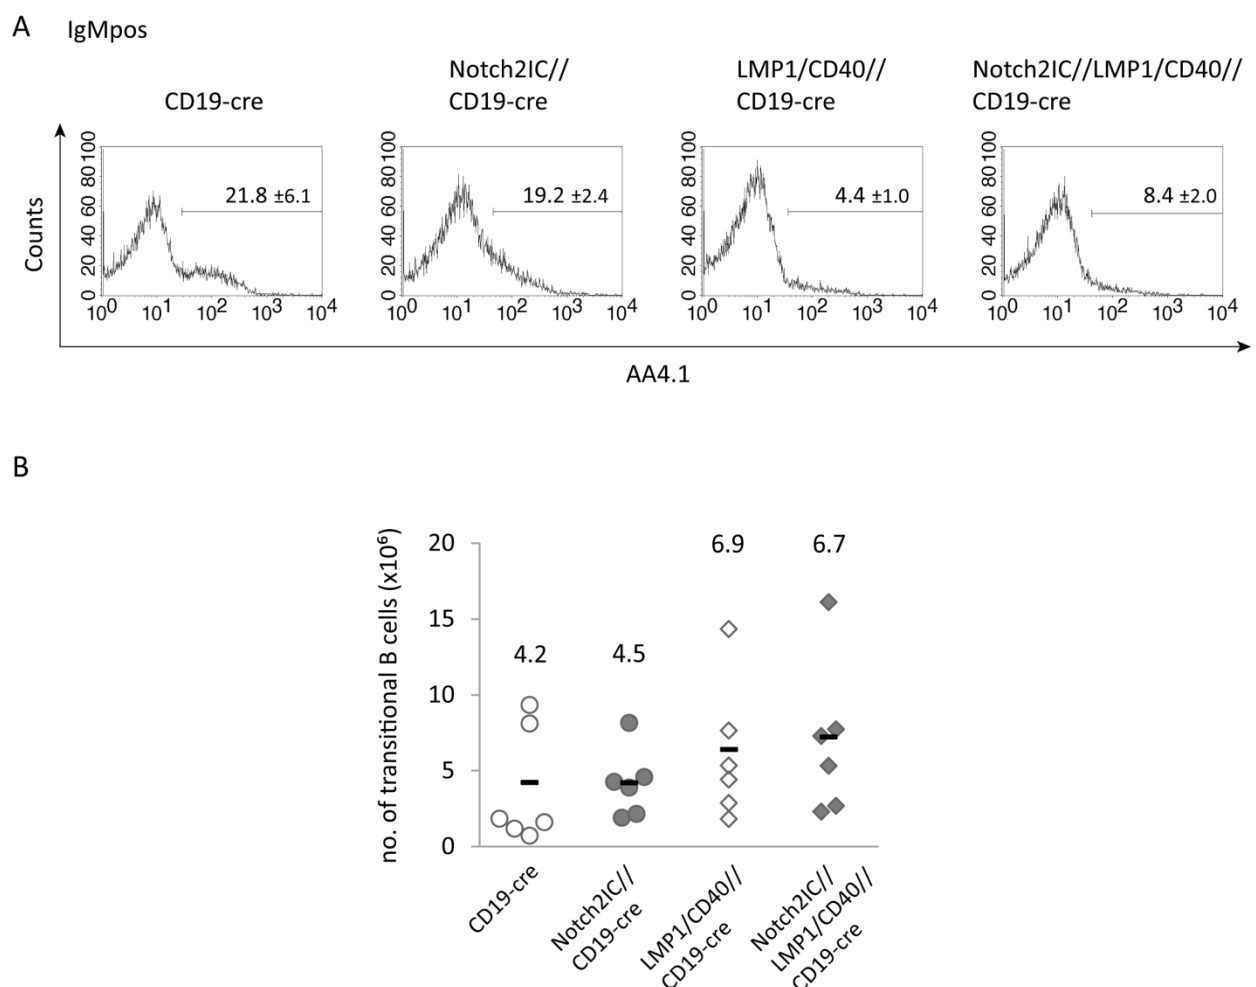 A IgMpos
CD19-cre
Notch2IC//
CD19-cre
LMP1/CD40//
CD19-cre
Notch2IC//LMP1/CD40//
CD19-cre
Counts
100
80
60
40
20
0
21.8 ±6.1
10⁰ 10¹ 10² 10³ 10⁴
100
80
60
40
20
0
19.2 ±2.4
10⁰ 10¹ 10² 10³ 10⁴
100
80
60
40
20
0
4.4 ±1.0
10⁰ 10¹ 10² 10³ 10⁴
100
80
60
40
20
0
8.4 ±2.0
10⁰ 10¹ 10² 10³ 10⁴
AA4.1
B
no. of transitional B cells (x10⁶)
20
15
10
5
0
4.2
4.5
6.9
6.7
CD19-cre
Notch2IC//
CD19-cre
LMP1/CD40//
CD19-cre
Notch2IC//
LMP1/CD40//
CD19-cre